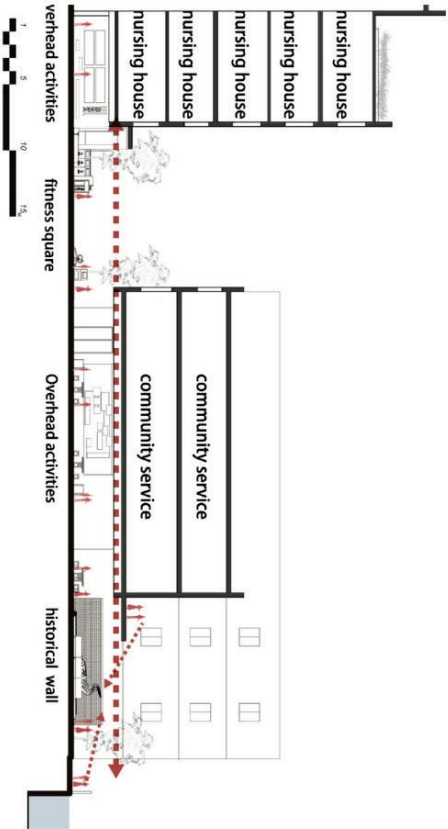 nursing house
nursing house
nursing house
nursing house
nursing house
community service
community service
verhead activities
fitness square
Overhead activities
historical wall
1
5
10
15